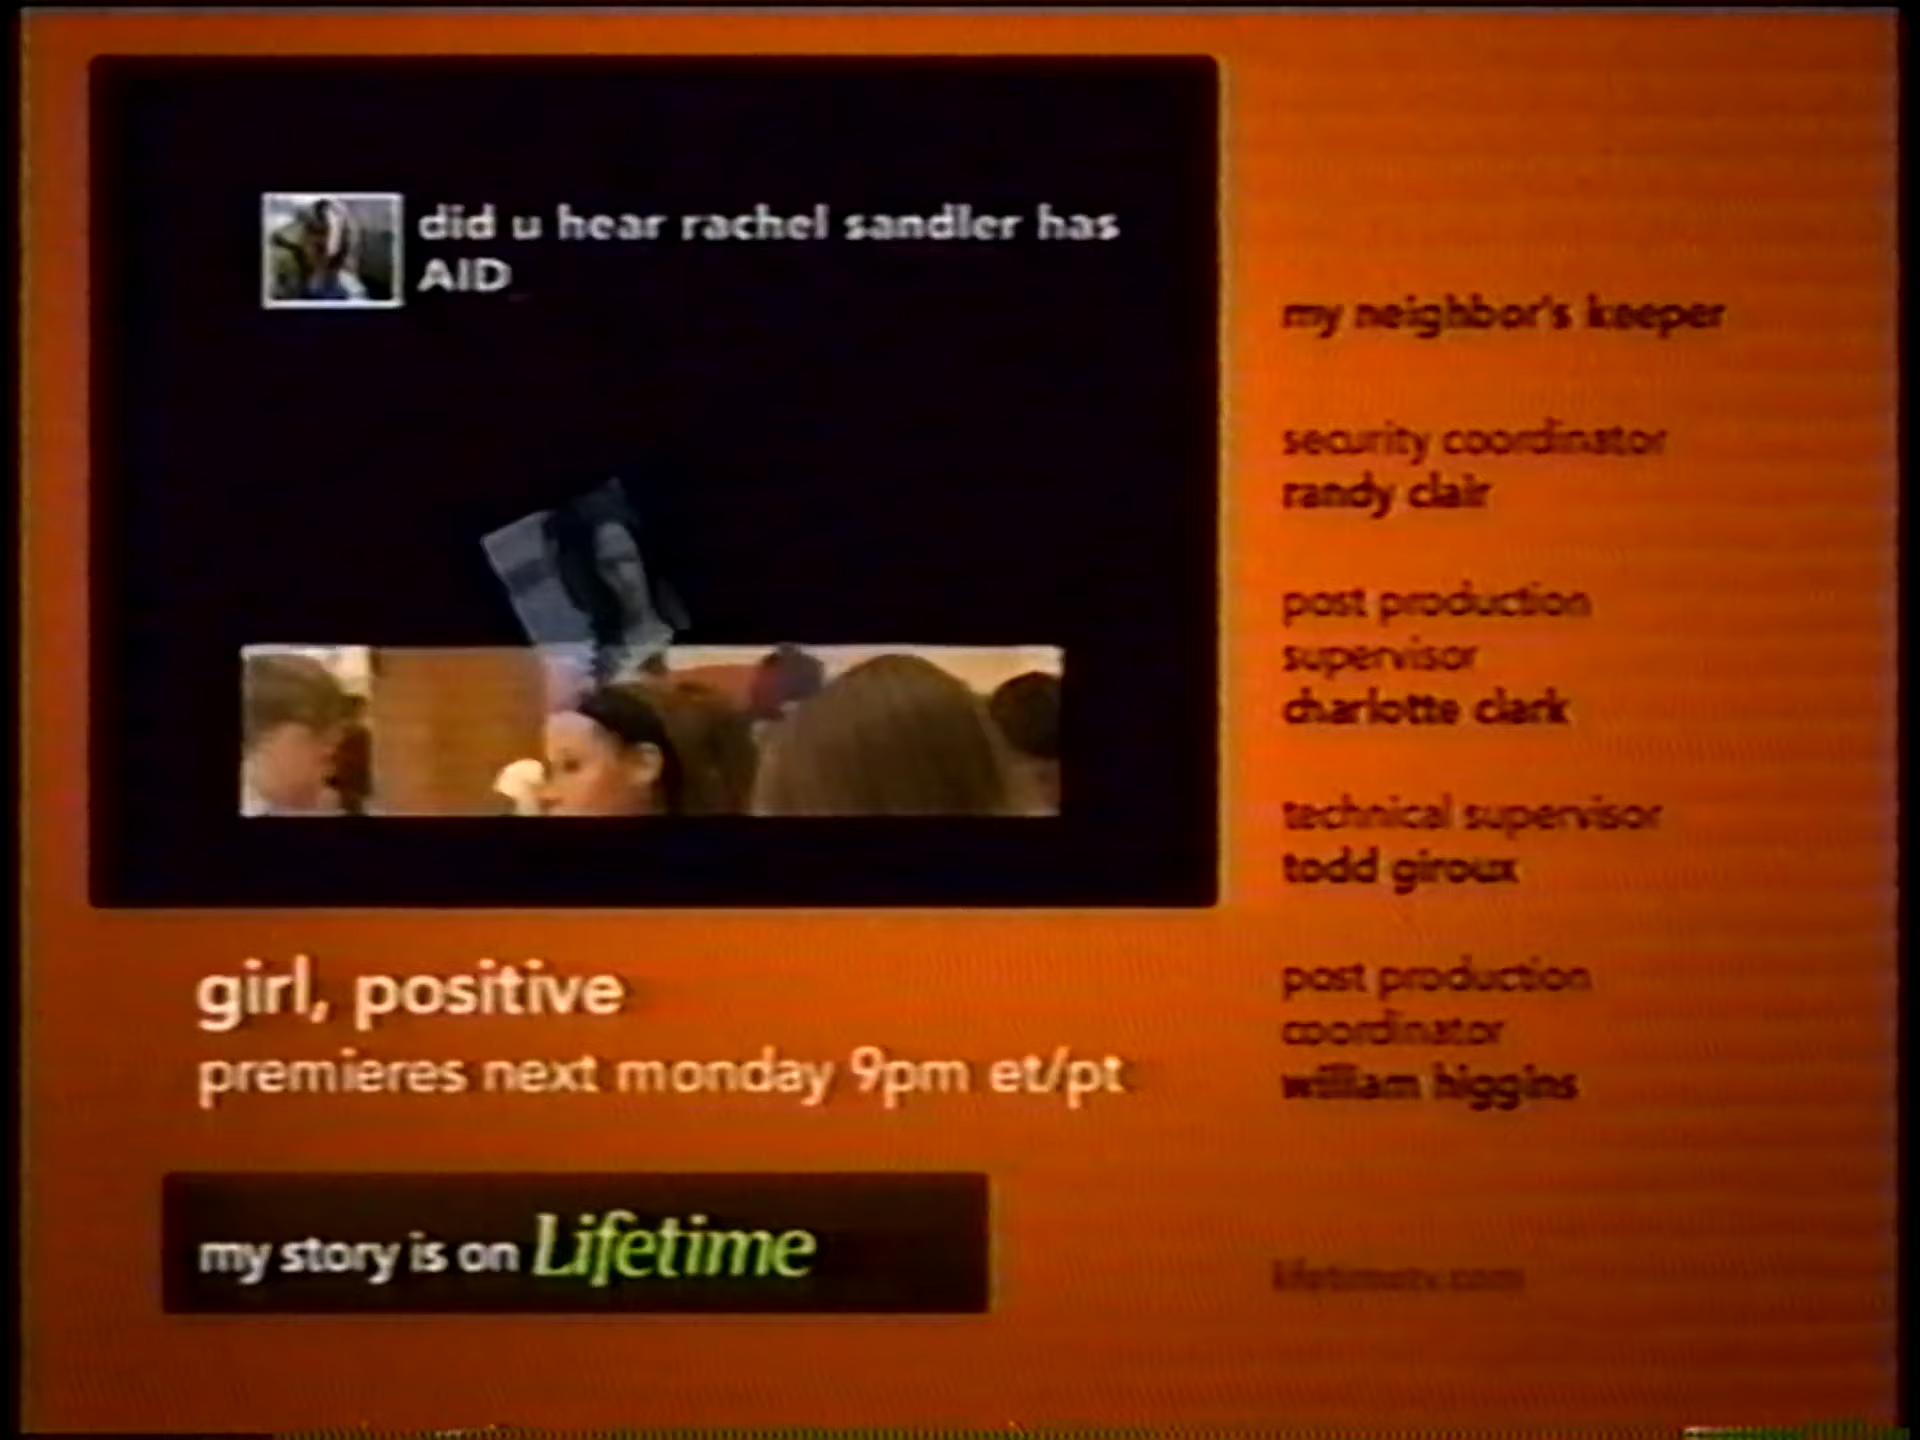 did u hear rachel sandler has
AID
girl, positive
premieres next monday 9pm et/pt
my story is on Lifetime
my neighbor's keeper
security coordinator
randy clair
post production
supervisor
charlotte clark
technical supervisor
todd giroux
post production
coordinator
william higgins
lifetimetv.com